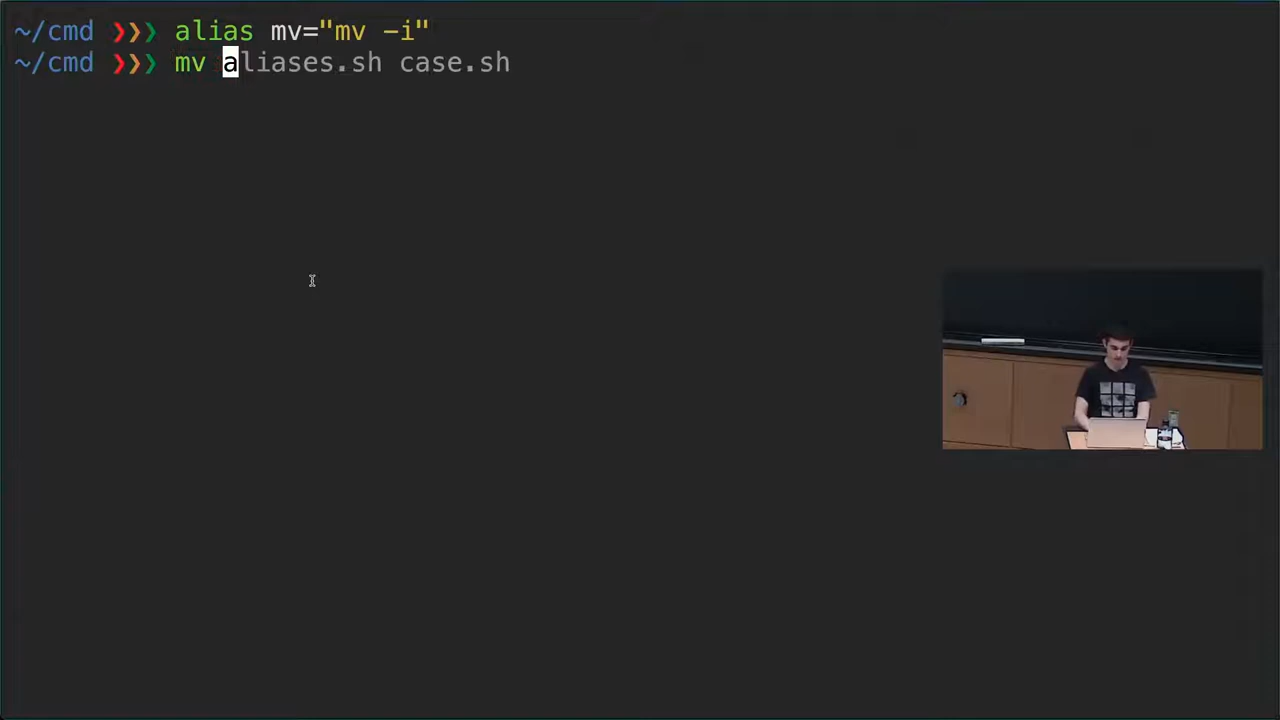 ~/cmd ❯❯❯ alias mv="mv -i"
~/cmd ❯❯❯ mv aliases.sh case.sh